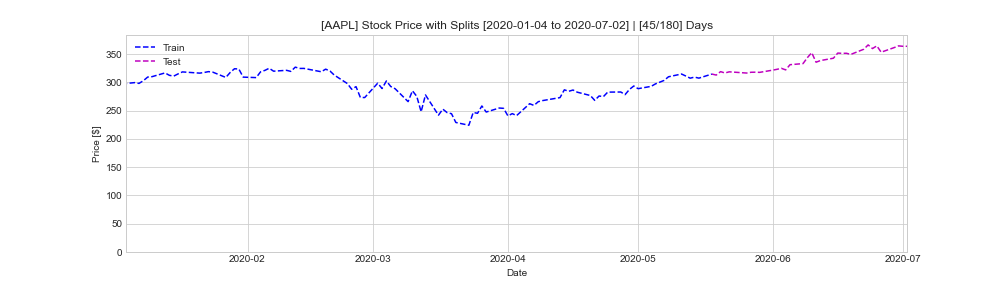 [AAPL] Stock Price with Splits [2020-01-04 to 2020-07-02] | [45/180] Days
Train
Test
350
300
250
200
150
100
50
0
Price [$]
2020-02
2020-03
2020-04
2020-05
2020-06
2020-07
Date